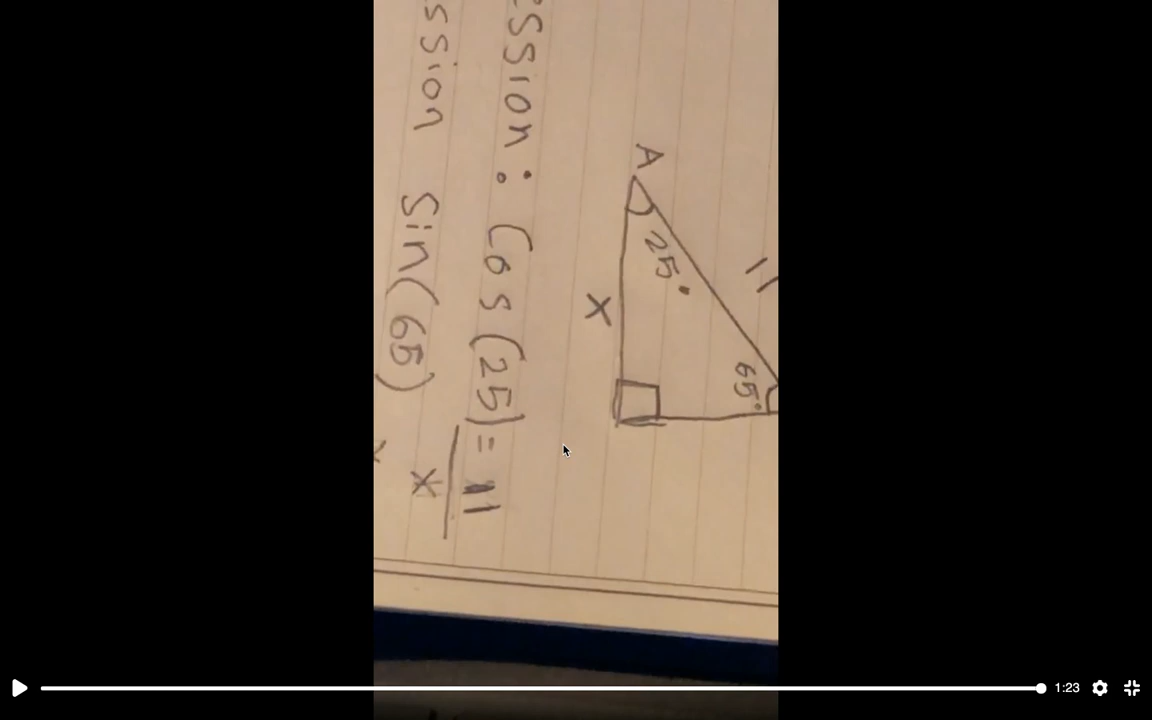 11
65°
A 25°
x
ession: Cos(25) = 11
x
ssion Sin(65)
1:23